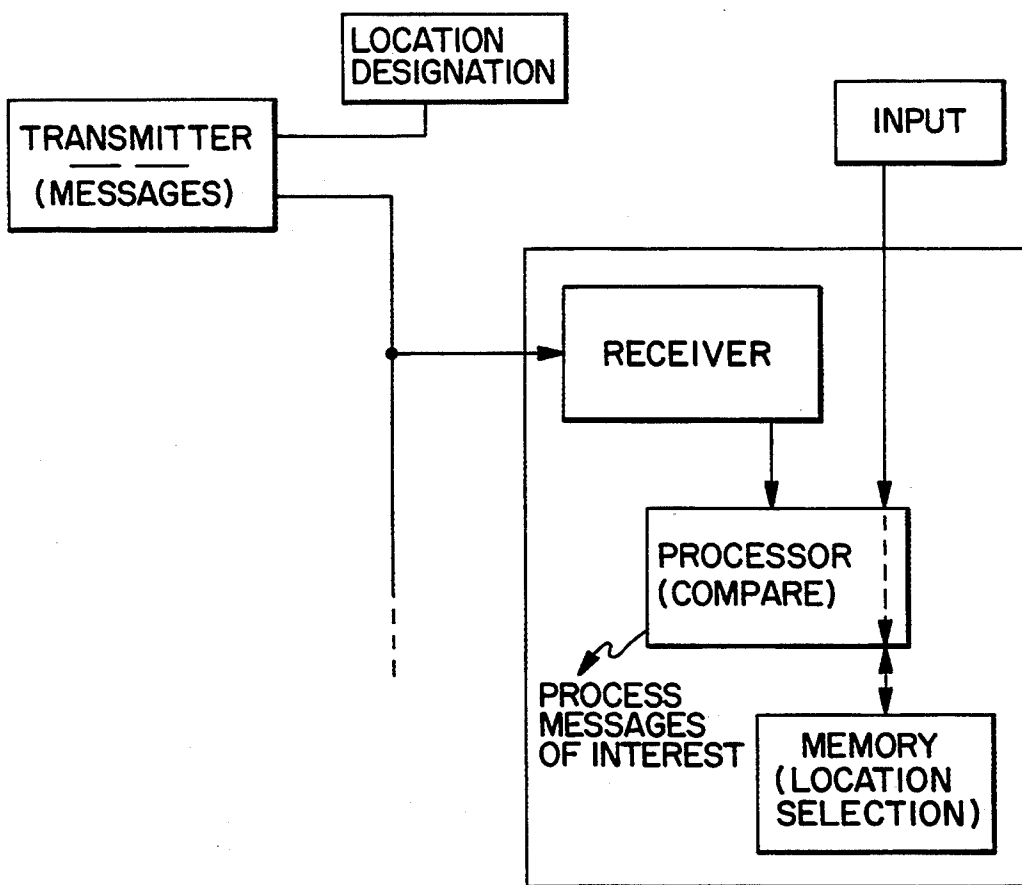 LOCATION
DESIGNATION
TRANSMITTER
(MESSAGES)
INPUT
RECEIVER
PROCESSOR
(COMPARE)
PROCESS
MESSAGES
OF INTEREST
MEMORY
(LOCATION
SELECTION)